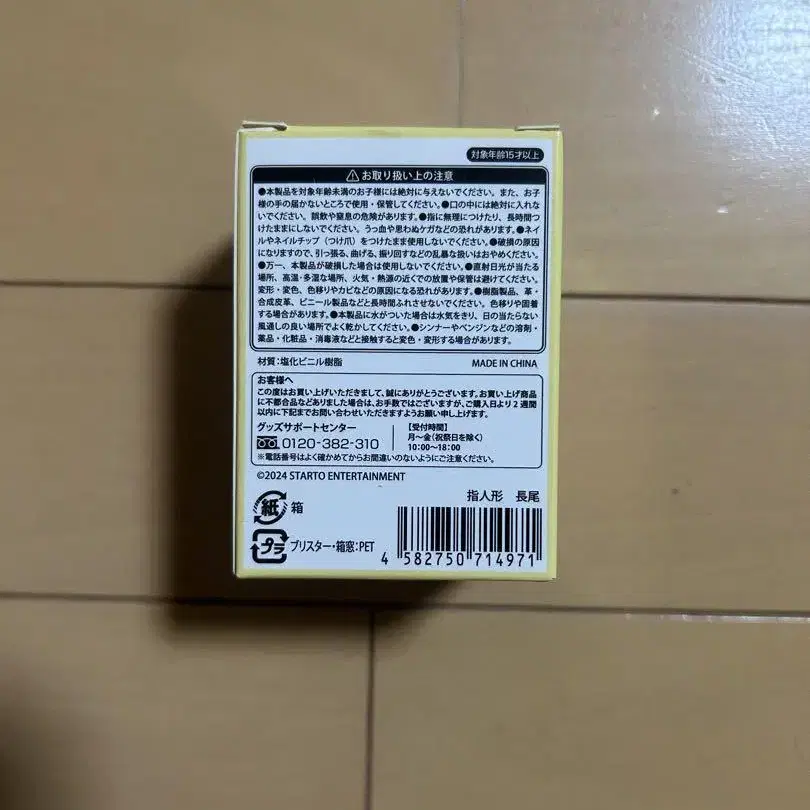 対象年齢15才以上
⚠お取り扱い上の注意
●本製品を対象年齢未満のお子様には絶対に与えないでください。また、お子
様の手の届かないところで使用・保管してください。●口の中には絶対に入れな
いでください。誤飲や窒息の危険があります。●指に無理につけたり、長時間つ
けたままにしないでください。うっ血や思わぬケガなどの恐れがあります。●ネイ
ルやネイルチップ（つけ爪）をつけたまま使用しないでください。●破損の原因
になりますので、引っ張る、曲げる、振り回すなどの乱暴な扱いはおやめください。
●万一、本製品が破損した場合は使用しないでください。●直射日光が当たる
場所、高温・多湿な場所、火気・熱源の近くでの放置や保管は避けてください。
変形・変色、色移りやカビなどの原因になる恐れがあります。●樹脂製品、革・
合成皮革、ビニール製品などと長時間ふれさせないでください。色移りや固着
する場合があります。●本製品に水がついた場合は水気をきり、日の当たらない
風通しの良い場所でよく乾かしてください。●シンナーやベンジンなどの溶剤・
薬品・化粧品・消毒液などと接触すると変色・変形する場合があります。
材質：塩化ビニル樹脂 MADE IN CHINA
お客様へ
この度はお買い上げいただきまして、誠にありがとうございます。お買い上げ商品
に不都合品などありました場合は、お手数ではございますが、ご購入日より2週間
以内に下記までお問い合わせいただきますようお願い申し上げます。
グッズサポートセンター
0120-382-310
【受付時間】
月～金（祝祭日を除く）
10:00～18:00
※電話番号はよく確かめてからお間違いのないようにご注意ください。
©2024 STARTO ENTERTAINMENT
指人形 長尾
紙 箱
プラ ブリスター・箱窓：PET
4 582750 714971